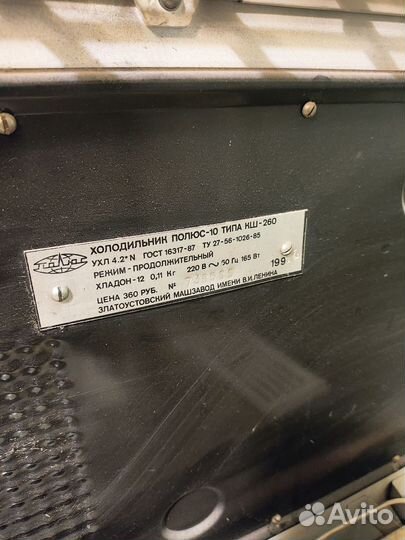 Полюс
ХОЛОДИЛЬНИК ПОЛЮС-10 ТИПА КШ-260
УХЛ 4.2*N ГОСТ 16317-87 ТУ 27-56-1026-85
РЕЖИМ-ПРОДОЛЖИТЕЛЬНЫЙ
ХЛАДОН-12 0,11 Кг 220 В ~ 50 Гц 165 Вт
ЦЕНА 360 РУБ. № 199
ЗЛАТОУСТОВСКИЙ МАШЗАВОД ИМЕНИ В.И.ЛЕНИНА
Avito